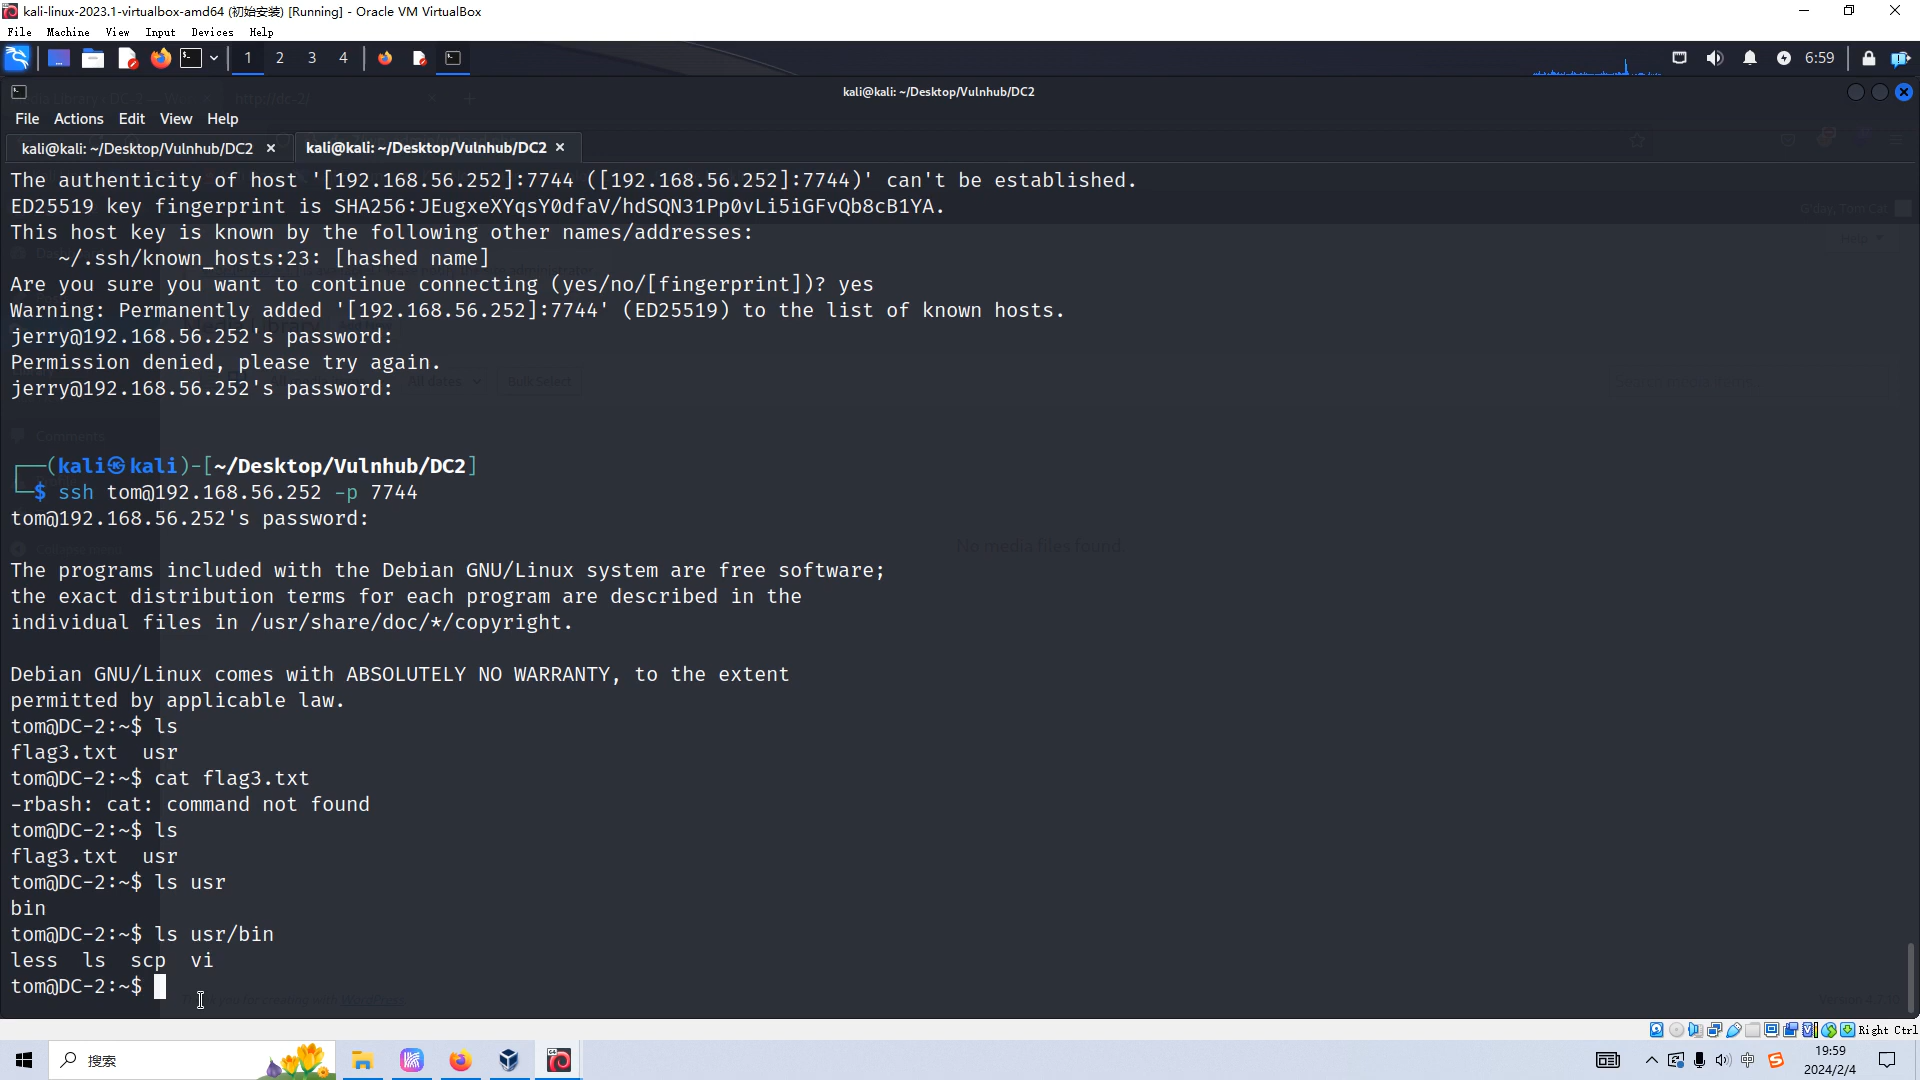 kali-linux-2023.1-virtualbox-amd64 (初始安装) [Running] - Oracle VM VirtualBox
File Machine View Input Devices Help
1 2 3 4 6:59
kali@kali: ~/Desktop/Vulnhub/DC2
File Actions Edit View Help
kali@kali: ~/Desktop/Vulnhub/DC2 × kali@kali: ~/Desktop/Vulnhub/DC2 ×
The authenticity of host '[192.168.56.252]:7744 ([192.168.56.252]:7744)' can't be established.
ED25519 key fingerprint is SHA256:JEugxeXYqsY0dfaV/hdSQN31Pp0vLi5iGFvQb8cB1YA.
This host key is known by the following other names/addresses:
~/.ssh/known_hosts:23: [hashed name]
Are you sure you want to continue connecting (yes/no/[fingerprint])? yes
Warning: Permanently added '[192.168.56.252]:7744' (ED25519) to the list of known hosts.
jerry@192.168.56.252's password:
Permission denied, please try again.
jerry@192.168.56.252's password:
All dates Bulk Select
Comments
┌──(kali㉿kali)-[~/Desktop/Vulnhub/DC2]
└─$ ssh tom@192.168.56.252 -p 7744
tom@192.168.56.252's password:
Collapse menu
No media files found.
The programs included with the Debian GNU/Linux system are free software;
the exact distribution terms for each program are described in the
individual files in /usr/share/doc/*/copyright.
Debian GNU/Linux comes with ABSOLUTELY NO WARRANTY, to the extent
permitted by applicable law.
tom@DC-2:~$ ls
flag3.txt usr
tom@DC-2:~$ cat flag3.txt
-rbash: cat: command not found
tom@DC-2:~$ ls
flag3.txt usr
tom@DC-2:~$ ls usr
bin
tom@DC-2:~$ ls usr/bin
less ls scp vi
tom@DC-2:~$
Right Ctrl
搜索
中
19:59
2024/2/4